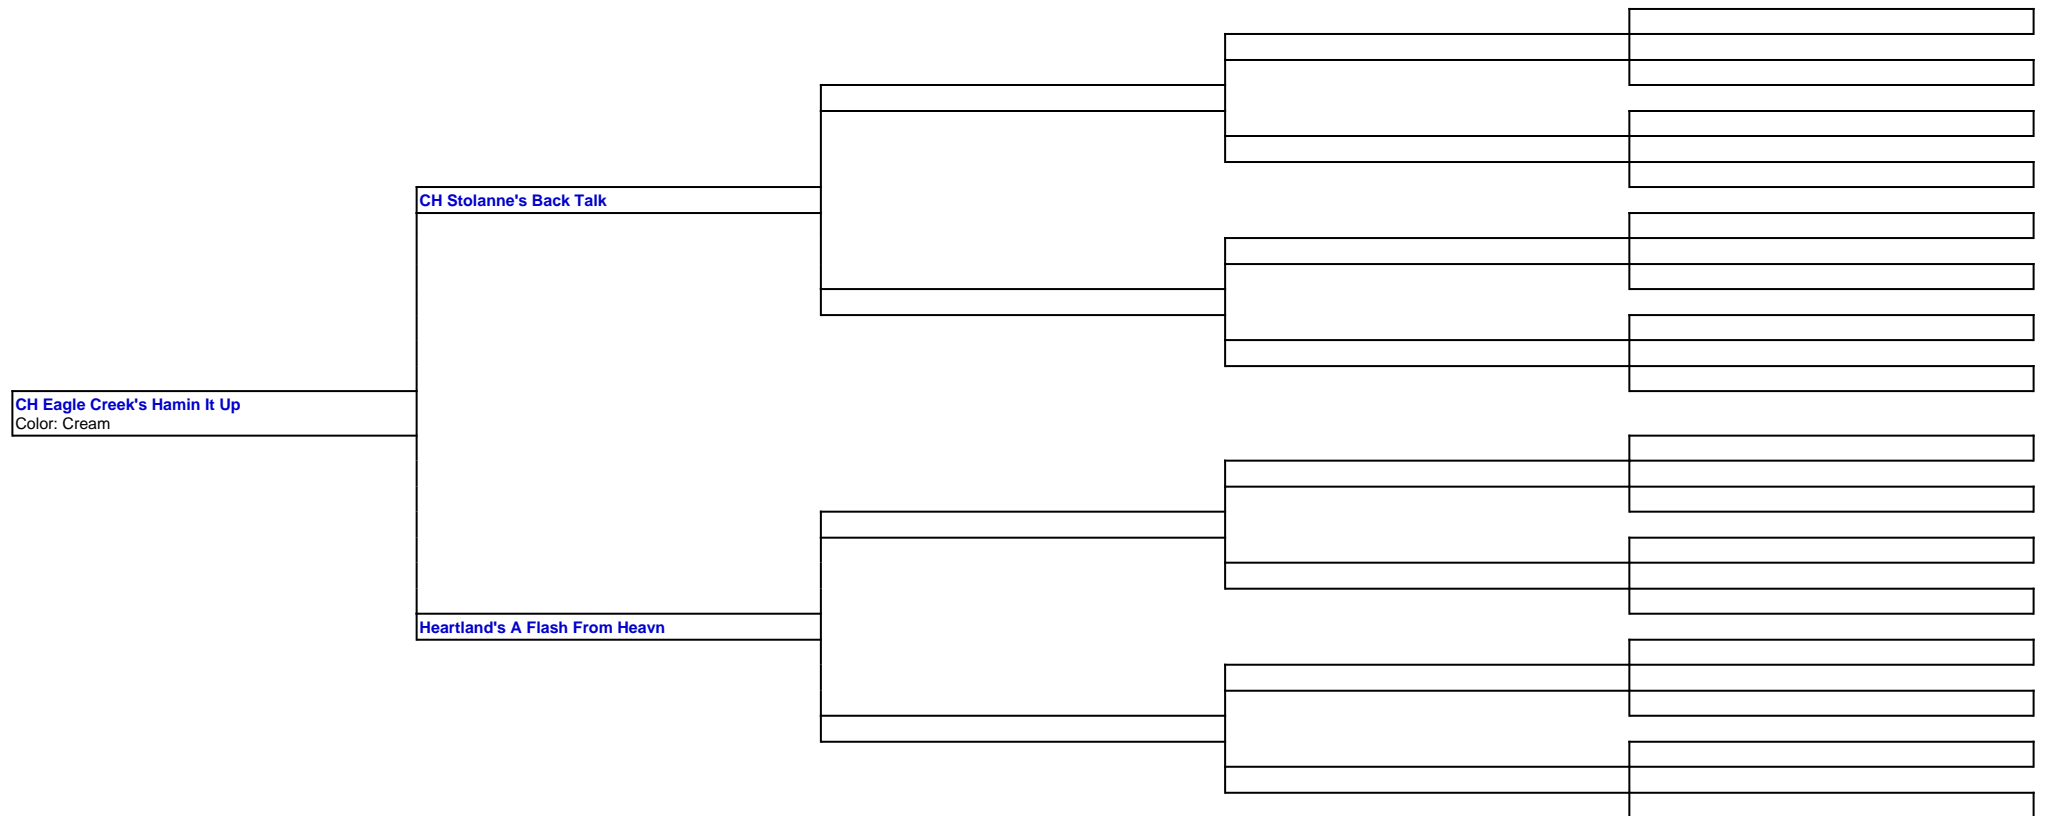 CH Stolanne's Back Talk
CH Eagle Creek's Hamin It Up
Color: Cream
Heartland's A Flash From Heavn